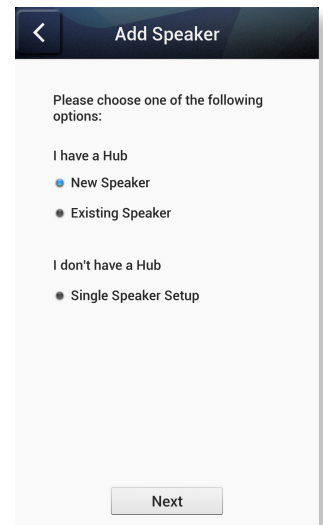 Add Speaker
Please choose one of the following
options:
I have a Hub
New Speaker
Existing Speaker
I don't have a Hub
Single Speaker Setup
Next